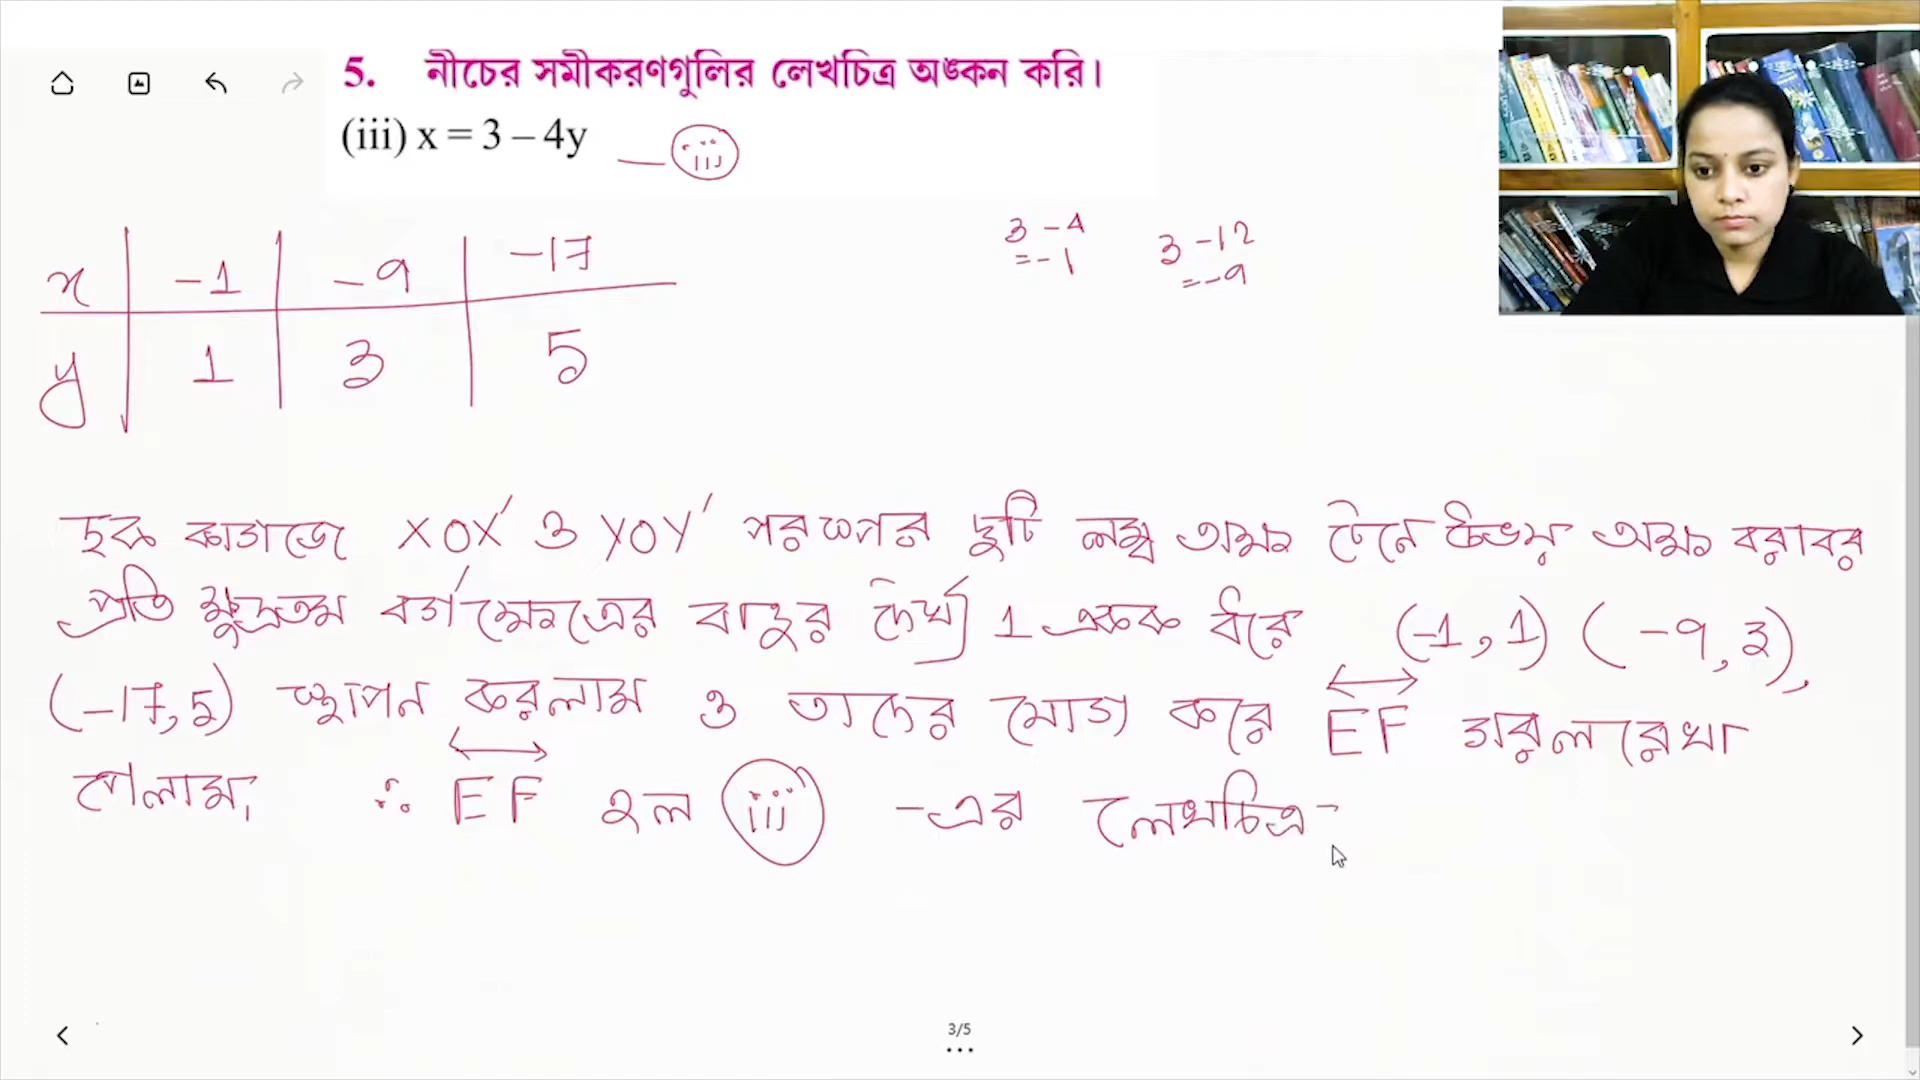 5. নীচের সমীকরণগুলির লেখচিত্র অঙ্কন করি।
(iii) x = 3 – 4y — (iii)
3 - 4
= -1
3 - 12
= -9
x | -1 | -9 | -17
y | 1 | 3 | 5
ছক কাগজে XOX' ও YOY' পরস্পর দুটি লম্ব অক্ষ টেনে উভয় অক্ষ বরাবর
প্রতি ক্ষুদ্রতম বর্গক্ষেত্রের বাহুর দৈর্ঘ্য 1 একক ধরে (-1, 1) (-9, 3),
(-17, 5) স্থাপন করলাম ও তাদের যোগ করে EF সরলরেখা
পেলাম। ∴ EF হল (iii) -এর লেখচিত্র-
3/5